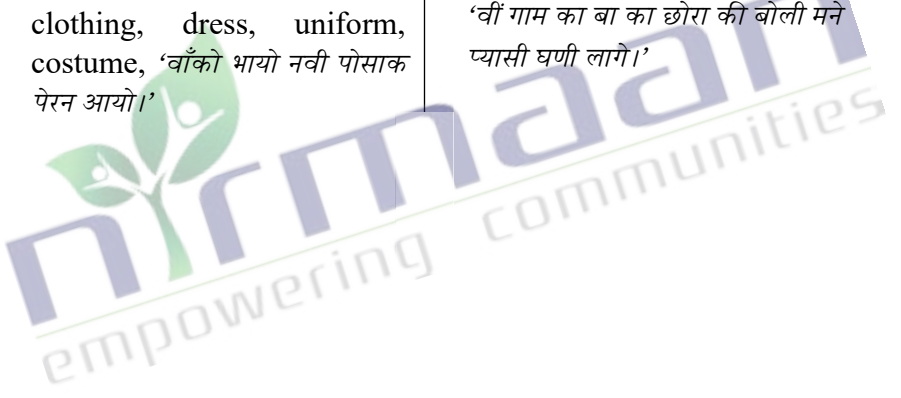 clothing, dress, uniform,
costume, ‘वाँको भायो नवी पोसाक
पेरन आयो।’
‘वीं गाम का बा का छोरा की बोली मने
प्यासी घणी लागे।’
nirmaan
empowering communities